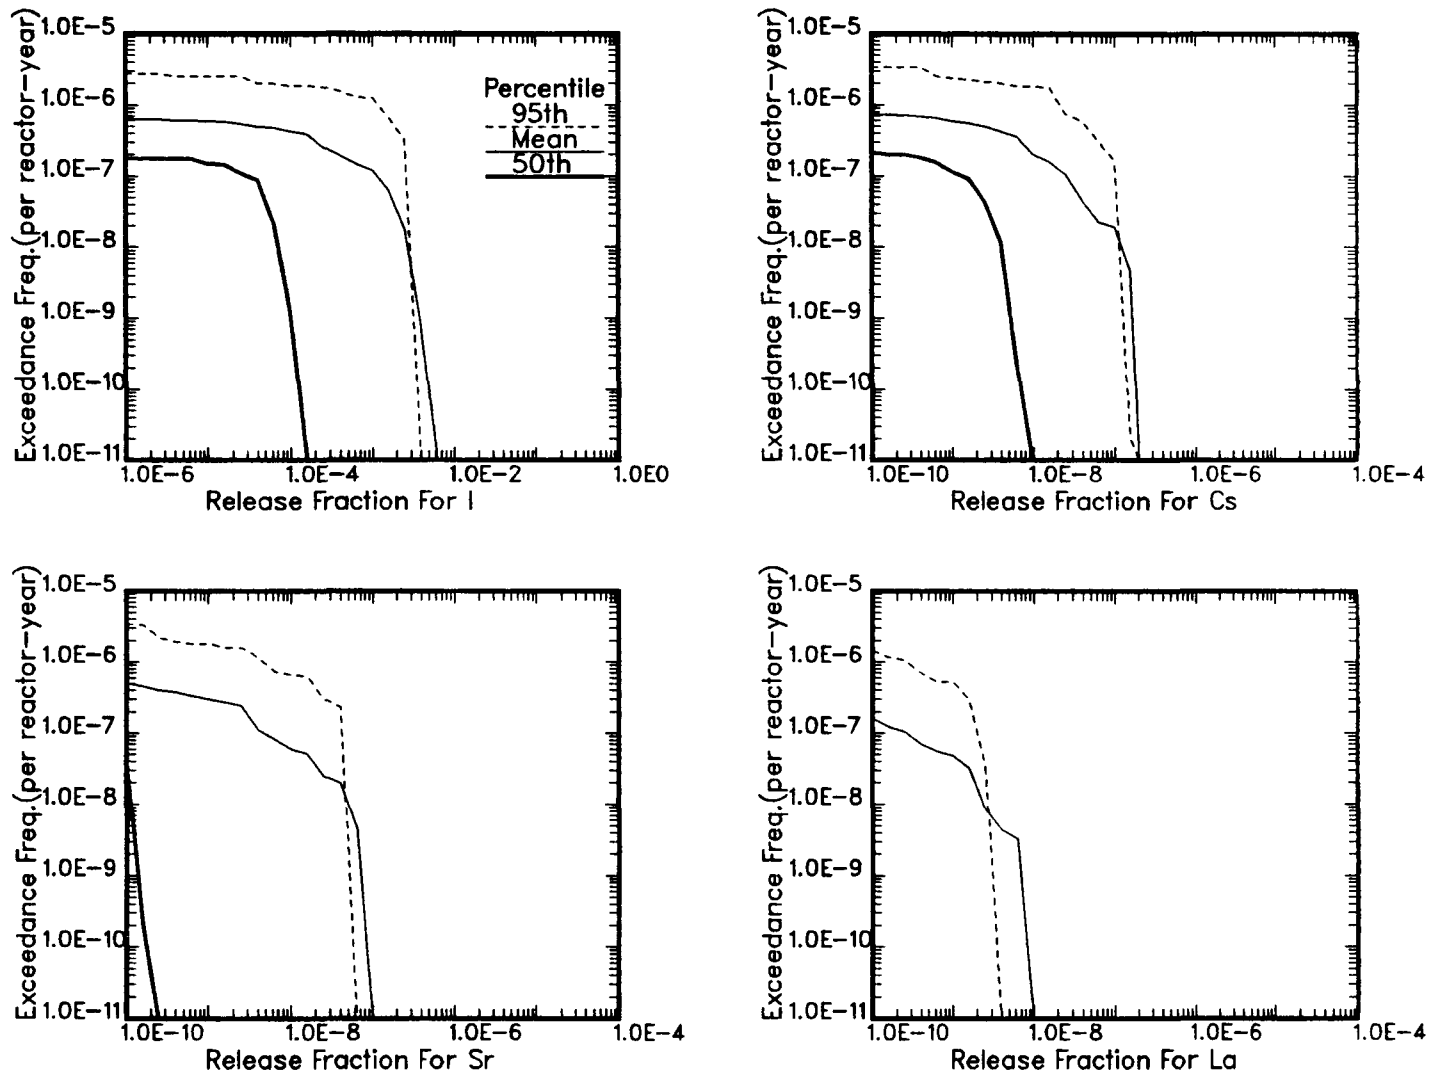 Exceedance Freq.(per reactor-year)
1.0E-5
1.0E-6
1.0E-7
1.0E-8
1.0E-9
1.0E-10
1.0E-11
Percentile
95th
Mean
50th
1.0E-6 1.0E-4 1.0E-2 1.0E0
Release Fraction For I
Exceedance Freq.(per reactor-year)
1.0E-5
1.0E-6
1.0E-7
1.0E-8
1.0E-9
1.0E-10
1.0E-11
1.0E-10 1.0E-8 1.0E-6 1.0E-4
Release Fraction For Cs
Exceedance Freq.(per reactor-year)
1.0E-5
1.0E-6
1.0E-7
1.0E-8
1.0E-9
1.0E-10
1.0E-11
1.0E-10 1.0E-8 1.0E-6 1.0E-4
Release Fraction For Sr
Exceedance Freq.(per reactor-year)
1.0E-5
1.0E-6
1.0E-7
1.0E-8
1.0E-9
1.0E-10
1.0E-11
1.0E-10 1.0E-8 1.0E-6 1.0E-4
Release Fraction For La